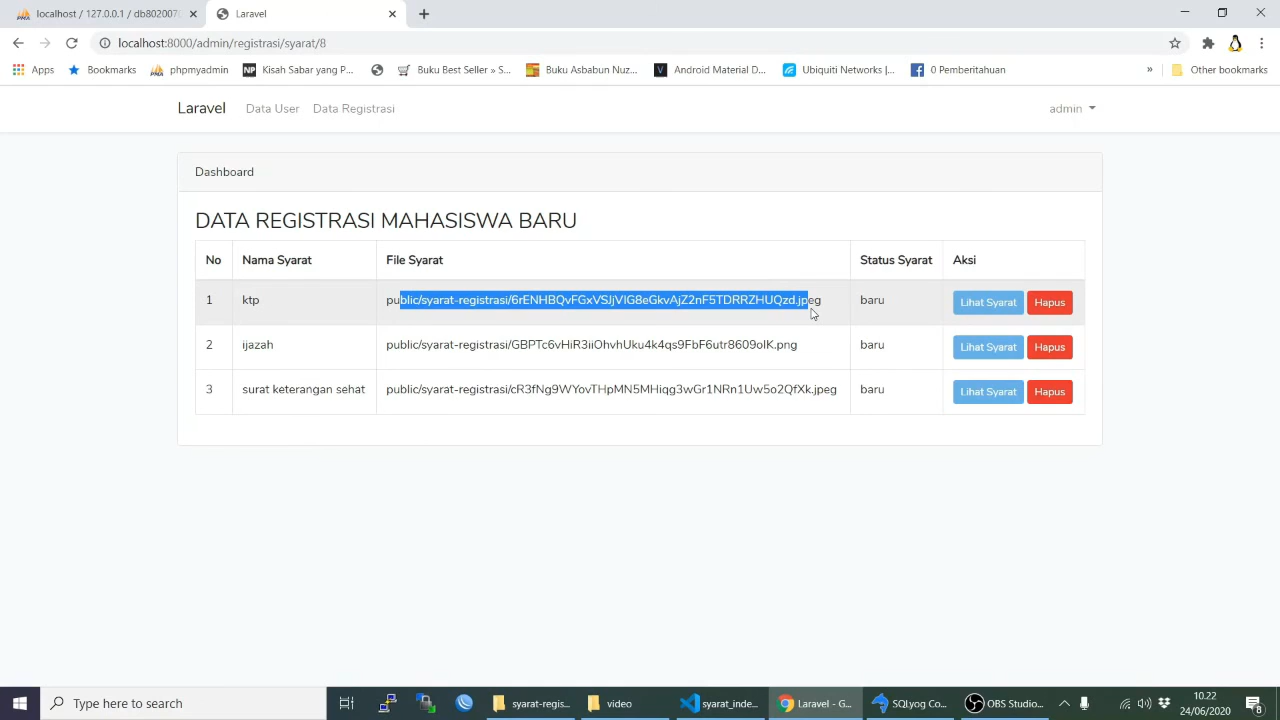 localhost / 127.0.0.1 / db802007
Laravel
localhost:8000/admin/registrasi/syarat/8
Apps
Bookmarks
phpmyadmin
NP
Kisah Sabar yang P...
Buku Best Seller » S...
Buku Asbabun Nuz...
V
Android Material D...
Ubiquiti Networks |...
0 Pemberitahuan
»
Other bookmarks
Laravel
Data User
Data Registrasi
admin
Dashboard
DATA REGISTRASI MAHASISWA BARU
No Nama Syarat File Syarat Status Syarat Aksi
1 ktp public/syarat-registrasi/6rENHBQvFGxVSJjVIG8eGkvAjZ2nF5TDRRZHUQzd.jpeg baru Lihat Syarat Hapus
2 ijazah public/syarat-registrasi/GBPTc6vHiR3iiOhvhUku4k4qs9FbF6utr8609oIK.png baru Lihat Syarat Hapus
3 surat keterangan sehat public/syarat-registrasi/cR3fNg9WYovTHpMN5MHiqg3wGr1NRn1Uw5o2QfXk.jpeg baru Lihat Syarat Hapus
Type here to search
syarat-regis...
video
syarat_inde...
Laravel - G...
SQLyog Co...
OBS Studio...
10.22
24/06/2020
8